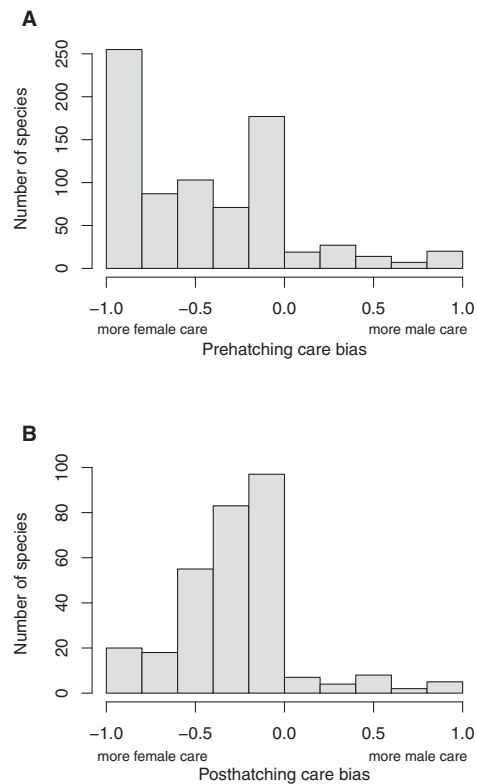 A
Number of species
250
200
150
100
50
0
−1.0 −0.5 0.0 0.5 1.0
more female care more male care
Prehatching care bias
B
Number of species
100
80
60
40
20
0
−1.0 −0.5 0.0 0.5 1.0
more female care more male care
Posthatching care bias